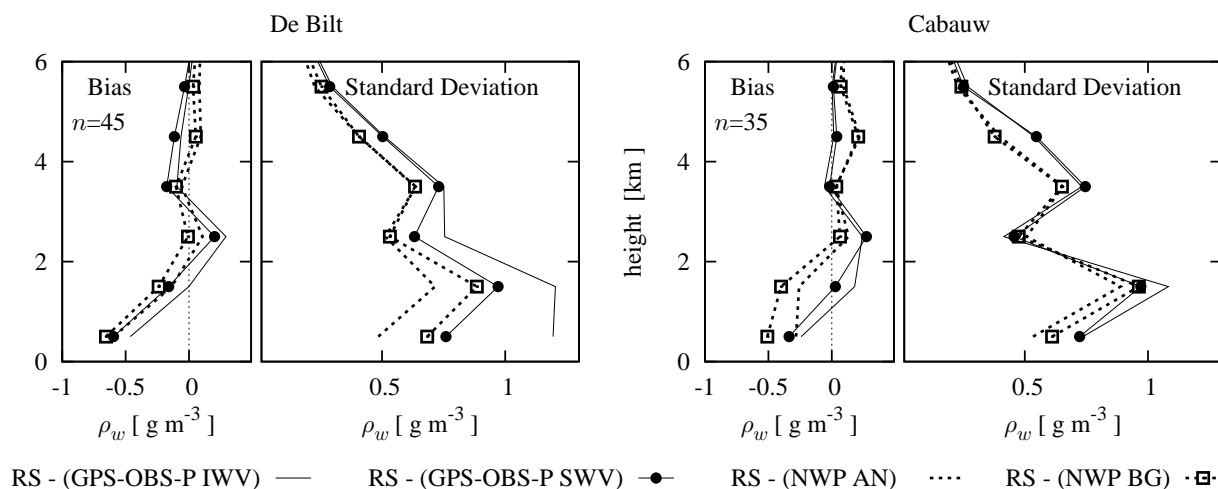 De Bilt
Cabauw
6
4
2
0
Bias
n=45
Standard Deviation
-1
-0.5
0
0.5
1
ρw [ g m-3 ]
ρw [ g m-3 ]
6
4
2
0
height [km ]
Bias
n=35
Standard Deviation
-1
-0.5
0
0.5
1
ρw [ g m-3 ]
ρw [ g m-3 ]
RS - (GPS-OBS-P IWV)
RS - (GPS-OBS-P SWV)
RS - (NWP AN)
RS - (NWP BG)